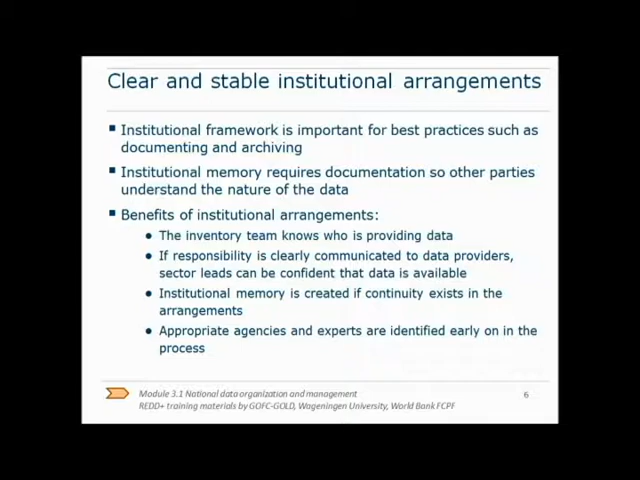 Clear and stable institutional arrangements
Institutional framework is important for best practices such as
documenting and archiving
Institutional memory requires documentation so other parties
understand the nature of the data
Benefits of institutional arrangements:
The inventory team knows who is providing data
If responsibility is clearly communicated to data providers,
sector leads can be confident that data is available
Institutional memory is created if continuity exists in the
arrangements
Appropriate agencies and experts are identified early on in the
process
Module 3.1 National data organization and management
REDD+ training materials by GOFC-GOLD, Wageningen University, World Bank FCPF
6